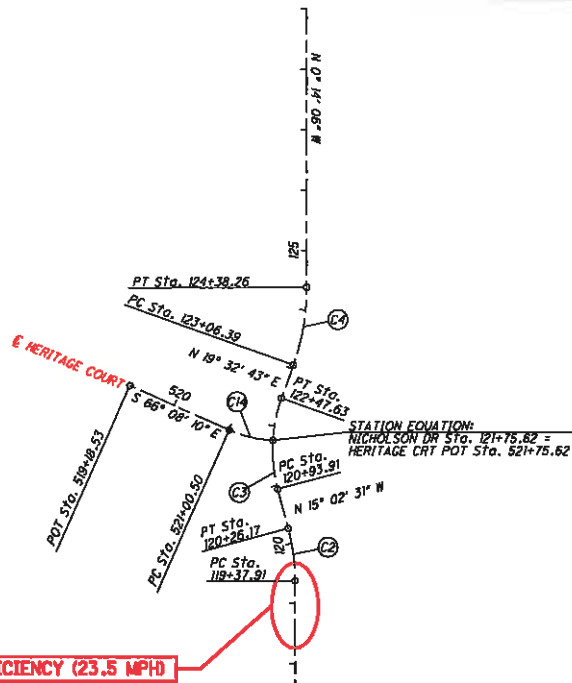 N 0° 14' 06" W
125
PT Sta. 124+38.26
PC Sta. 123+06.39
C4
N 19° 32' 43" E
PT Sta.
122+47.63
℄ HERITAGE COURT
520
S 66° 08' 10" E
C14
STATION EQUATION:
NICHOLSON DR Sta. 121+75.62 =
HERITAGE CRT POT Sta. 521+75.62
POT Sta. 519+18.53
PC Sta. 521+00.50
PC Sta.
120+93.91
C3
N 15° 02' 31" W
PT Sta.
120+26.17
120
C2
PC Sta.
119+37.91
ICIENCY (23.5 MPH)